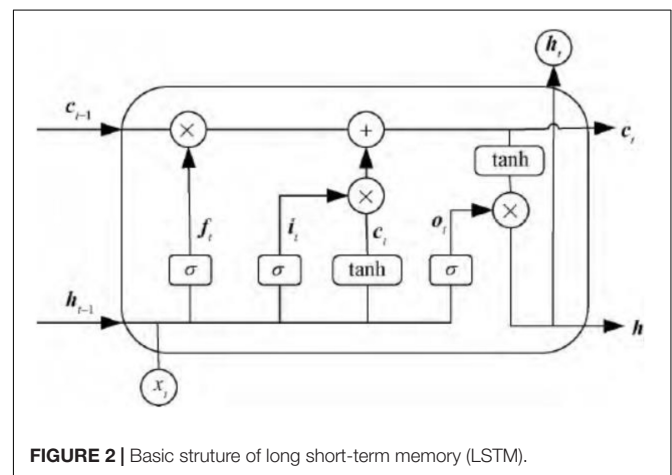 h_t
c_{t-1} × + c_t
tanh
× ×
f_t i_t c_t o_t
σ σ tanh σ
h_{t-1} h
x_t
FIGURE 2 | Basic struture of long short-term memory (LSTM).